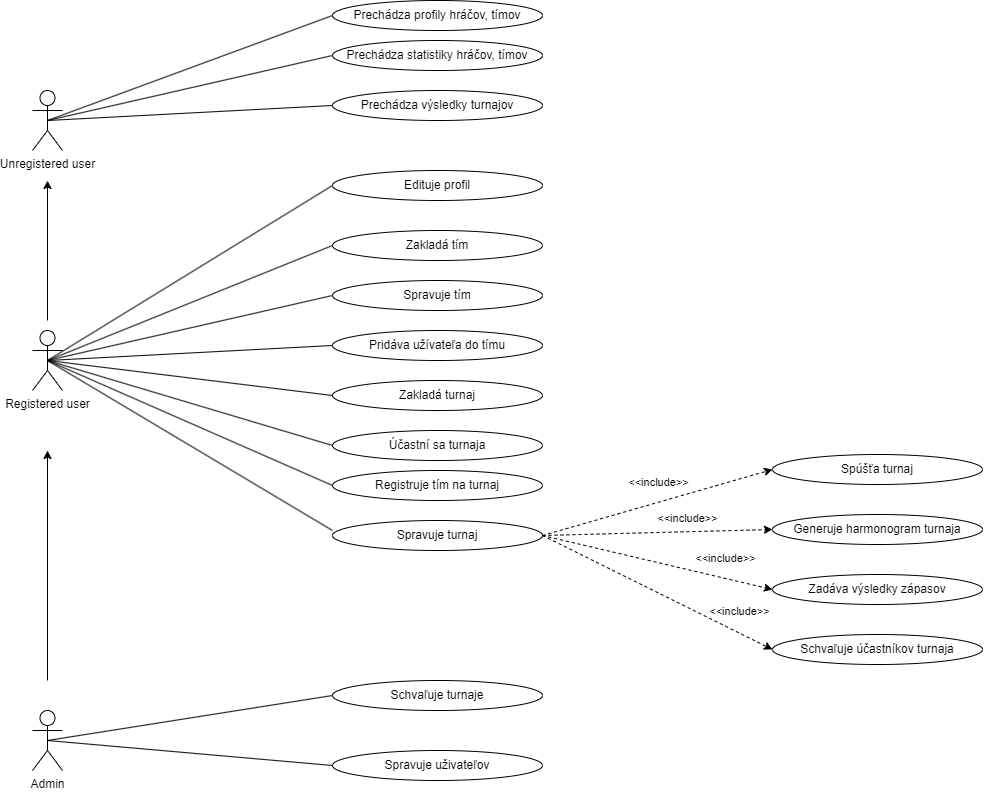 Prechádza profily hráčov, tímov
Prechádza statistiky hráčov, tímov
Prechádza výsledky turnajov
Unregistered user
Edituje profil
Zakladá tím
Spravuje tím
Pridáva užívateľa do tímu
Registered user
Zakladá turnaj
Účastní sa turnaja
Registruje tím na turnaj
Spravuje turnaj
<<include>>
Spúšťa turnaj
<<include>>
Generuje harmonogram turnaja
<<include>>
Zadáva výsledky zápasov
<<include>>
Schvaľuje účastníkov turnaja
Schvaľuje turnaje
Spravuje uživateľov
Admin